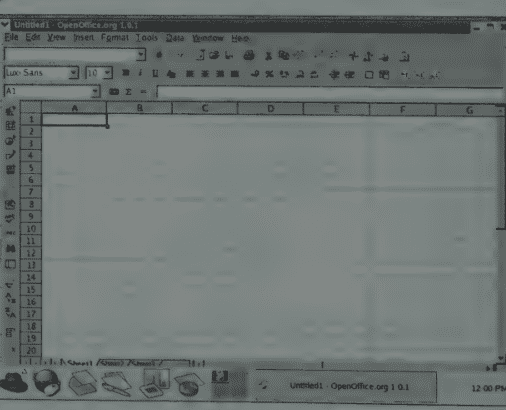 Untitled1 - OpenOffice.org 1.0.1
File Edit View Insert Format Tools Data Window Help
Lux Sans 10
A1 Σ =
A B C D E F G
1
2
3
4
5
6
7
8
9
10
11
12
13
14
15
16
17
18
19
20
Untitled1 - OpenOffice.org 1.0.1
12:00 PM